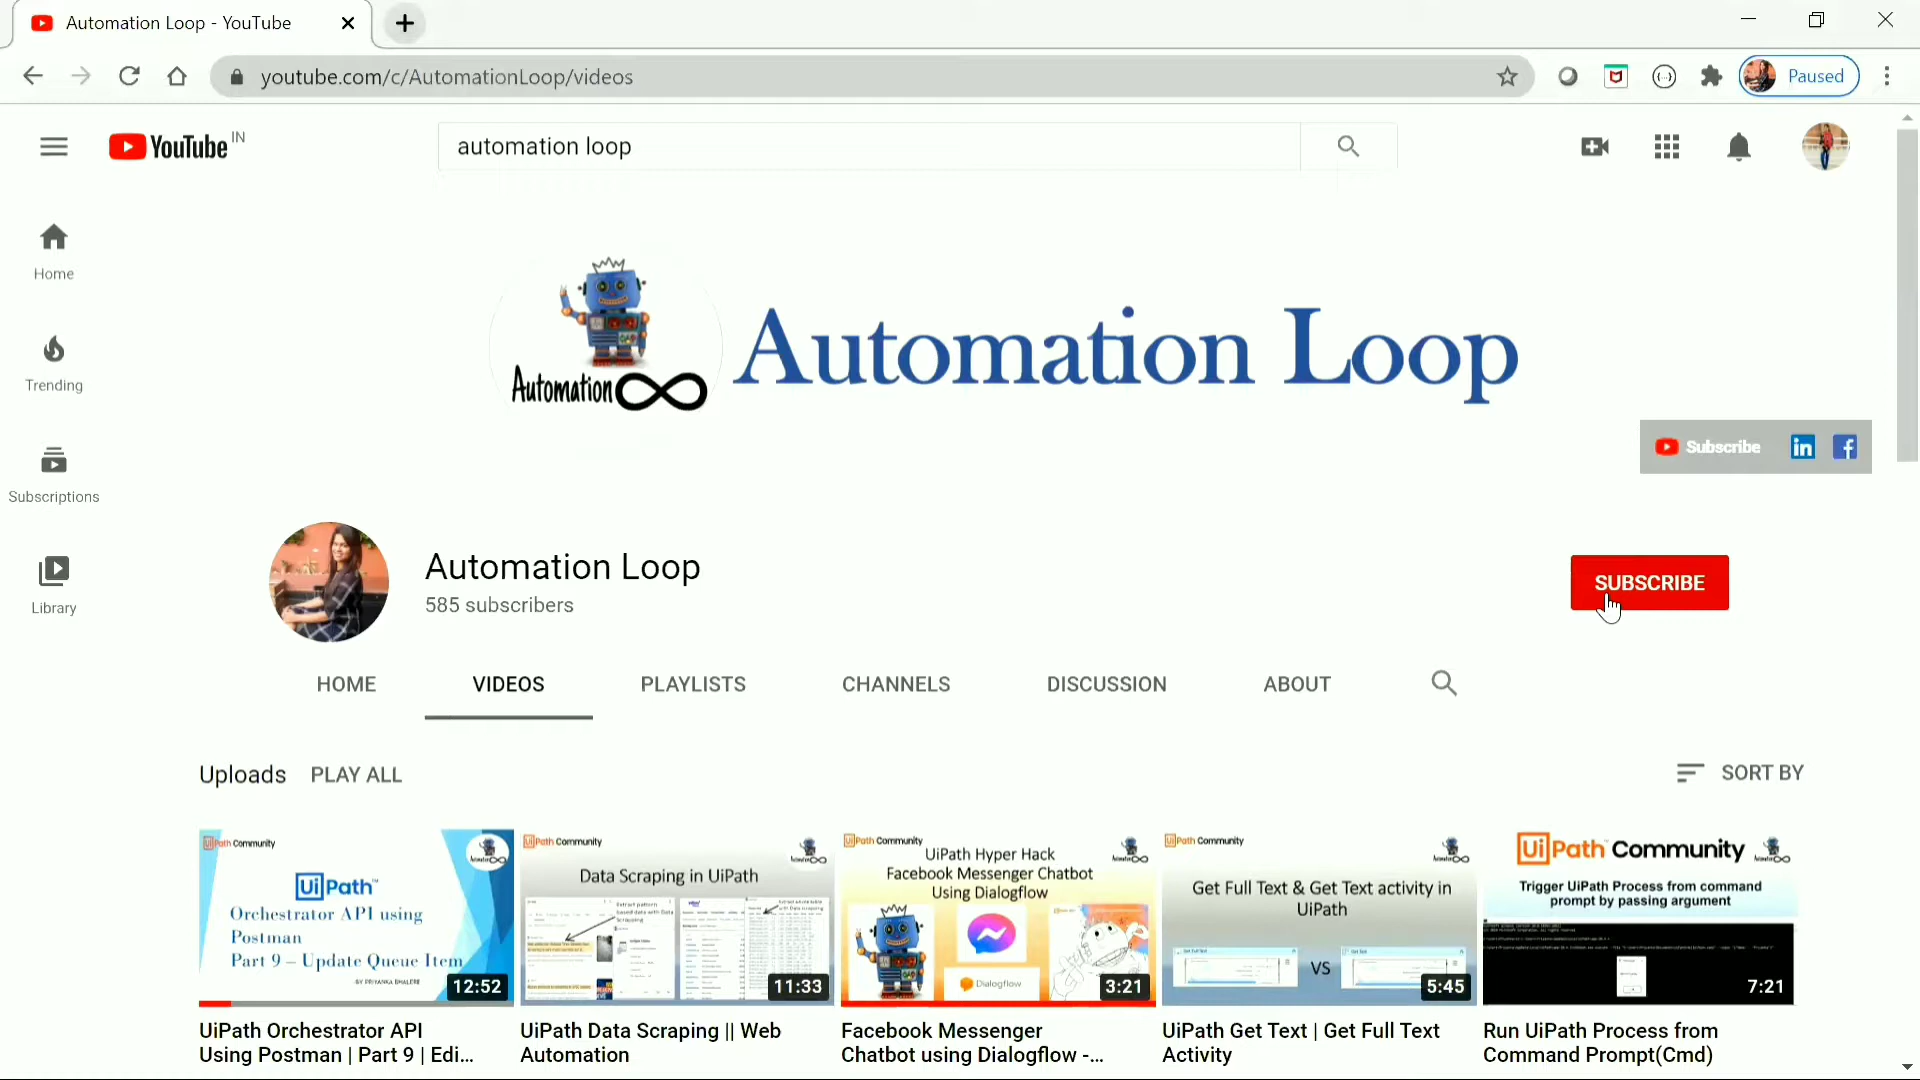 Automation Loop - YouTube
youtube.com/c/AutomationLoop/videos
Paused
YouTube IN
automation loop
Home
Trending
Subscriptions
Library
Automation
Automation Loop
Subscribe
Automation Loop
585 subscribers
SUBSCRIBE
HOME
VIDEOS
PLAYLISTS
CHANNELS
DISCUSSION
ABOUT
Uploads
PLAY ALL
SORT BY
UiPath Community
UiPath
Orchestrator API using
Postman
Part 9 – Update Queue Item
BY PRIYANKA BHALERE
12:52
UiPath Orchestrator API
Using Postman | Part 9 | Edi...
UiPath Community
Data Scraping in UiPath
11:33
UiPath Data Scraping || Web
Automation
UiPath Community
UiPath Hyper Hack
Facebook Messenger Chatbot
Using Dialogflow
Dialogflow
3:21
Facebook Messenger
Chatbot using Dialogflow -...
UiPath Community
Get Full Text & Get Text activity in
UiPath
VS
5:45
UiPath Get Text | Get Full Text
Activity
UiPath Community
Trigger UiPath Process from command
prompt by passing argument
7:21
Run UiPath Process from
Command Prompt(Cmd)